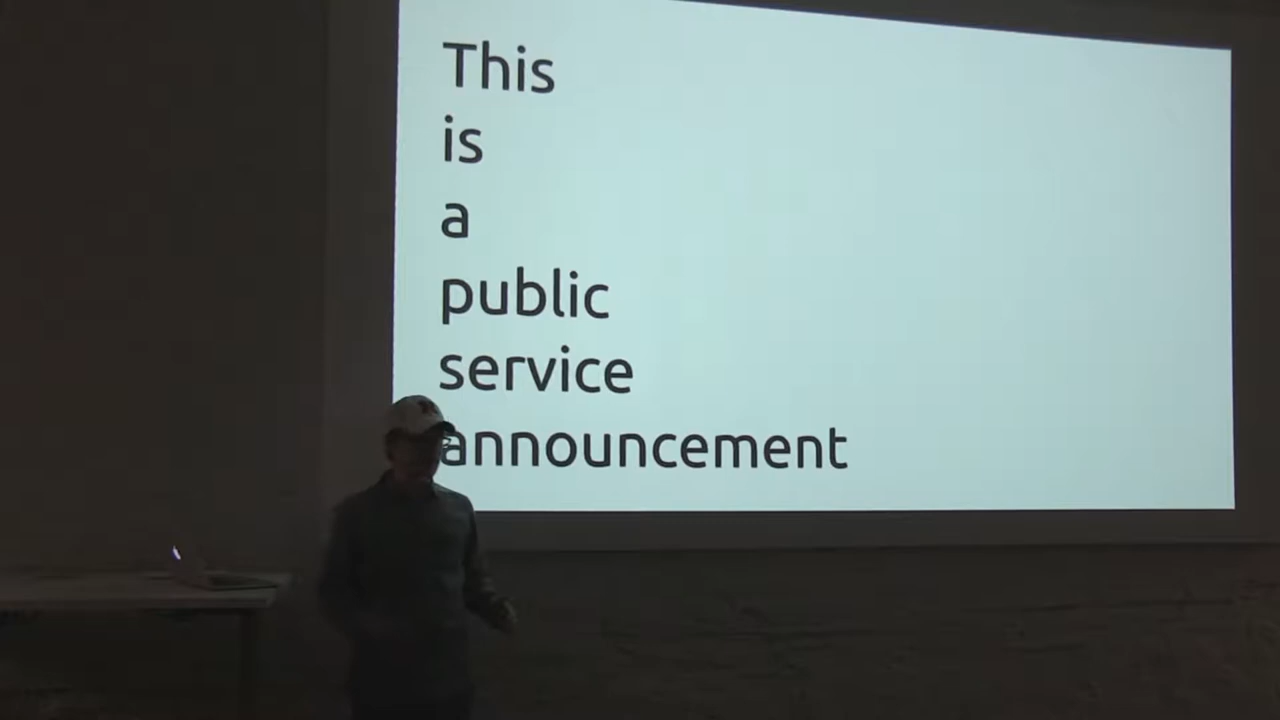 This
is
a
public
service
announcement